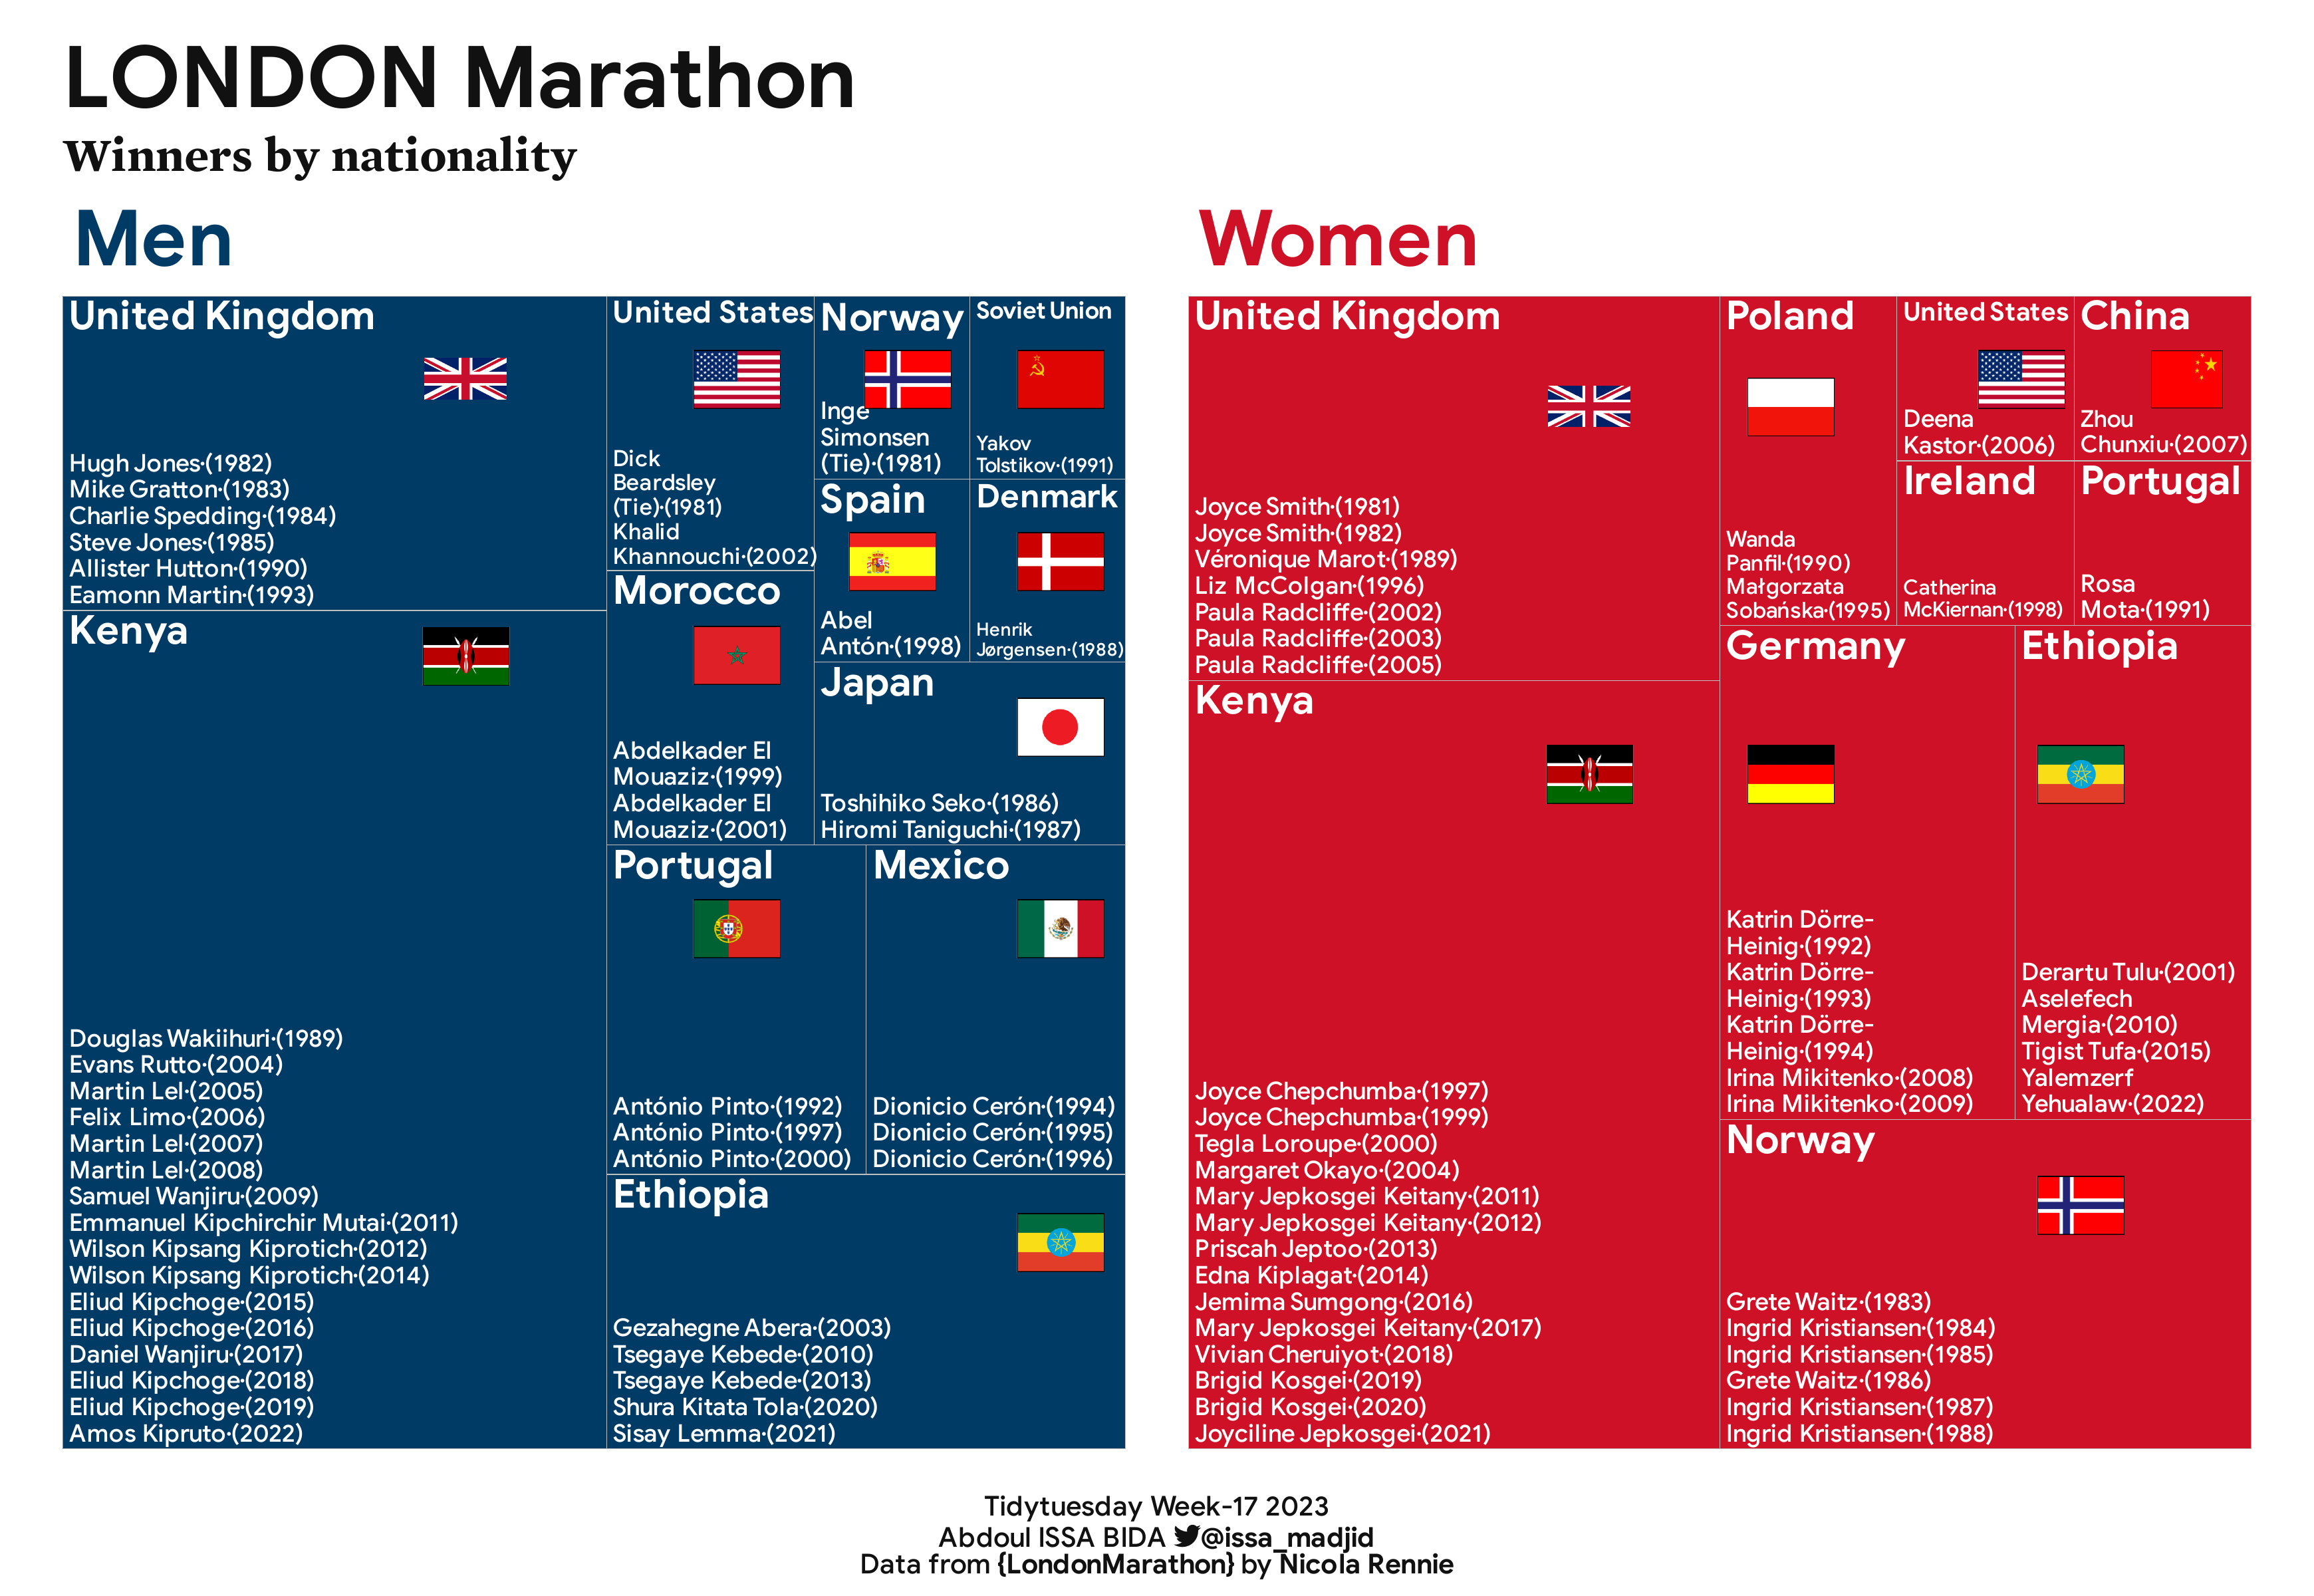 LONDON Marathon
Winners by nationality
Men
United Kingdom
Hugh Jones·(1982)
Mike Gratton·(1983)
Charlie Spedding·(1984)
Steve Jones·(1985)
Allister Hutton·(1990)
Eamonn Martin·(1993)
Kenya
Douglas Wakiihuri·(1989)
Evans Rutto·(2004)
Martin Lel·(2005)
Felix Limo·(2006)
Martin Lel·(2007)
Martin Lel·(2008)
Samuel Wanjiru·(2009)
Emmanuel Kipchirchir Mutai·(2011)
Wilson Kipsang Kiprotich·(2012)
Wilson Kipsang Kiprotich·(2014)
Eliud Kipchoge·(2015)
Eliud Kipchoge·(2016)
Daniel Wanjiru·(2017)
Eliud Kipchoge·(2018)
Eliud Kipchoge·(2019)
Amos Kipruto·(2022)
United States
Dick
Beardsley
(Tie)·(1981)
Khalid
Khannouchi·(2002)
Norway
Inge
Simonsen
(Tie)·(1981)
Soviet Union
Yakov
Tolstikov·(1991)
Spain
Abel
Antón·(1998)
Denmark
Henrik
Jørgensen·(1988)
Morocco
Abdelkader El
Mouaziz·(1999)
Abdelkader El
Mouaziz·(2001)
Japan
Toshihiko Seko·(1986)
Hiromi Taniguchi·(1987)
Portugal
António Pinto·(1992)
António Pinto·(1997)
António Pinto·(2000)
Mexico
Dionicio Cerón·(1994)
Dionicio Cerón·(1995)
Dionicio Cerón·(1996)
Ethiopia
Gezahegne Abera·(2003)
Tsegaye Kebede·(2010)
Tsegaye Kebede·(2013)
Shura Kitata Tola·(2020)
Sisay Lemma·(2021)
Women
United Kingdom
Joyce Smith·(1981)
Joyce Smith·(1982)
Véronique Marot·(1989)
Liz McColgan·(1996)
Paula Radcliffe·(2002)
Paula Radcliffe·(2003)
Paula Radcliffe·(2005)
Kenya
Joyce Chepchumba·(1997)
Joyce Chepchumba·(1999)
Tegla Loroupe·(2000)
Margaret Okayo·(2004)
Mary Jepkosgei Keitany·(2011)
Mary Jepkosgei Keitany·(2012)
Priscah Jeptoo·(2013)
Edna Kiplagat·(2014)
Jemima Sumgong·(2016)
Mary Jepkosgei Keitany·(2017)
Vivian Cheruiyot·(2018)
Brigid Kosgei·(2019)
Brigid Kosgei·(2020)
Joyciline Jepkosgei·(2021)
Poland
Wanda
Panfil·(1990)
Małgorzata
Sobańska·(1995)
United States
Deena
Kastor·(2006)
China
Zhou
Chunxiu·(2007)
Ireland
Catherina
McKiernan·(1998)
Portugal
Rosa
Mota·(1991)
Germany
Katrin Dörre-
Heinig·(1992)
Katrin Dörre-
Heinig·(1993)
Katrin Dörre-
Heinig·(1994)
Irina Mikitenko·(2008)
Irina Mikitenko·(2009)
Ethiopia
Derartu Tulu·(2001)
Aselefech
Mergia·(2010)
Tigist Tufa·(2015)
Yalemzerf
Yehualaw·(2022)
Norway
Grete Waitz·(1983)
Ingrid Kristiansen·(1984)
Ingrid Kristiansen·(1985)
Grete Waitz·(1986)
Ingrid Kristiansen·(1987)
Ingrid Kristiansen·(1988)
Tidytuesday Week-17 2023
Abdoul ISSA BIDA @issa_madjid
Data from {LondonMarathon} by Nicola Rennie